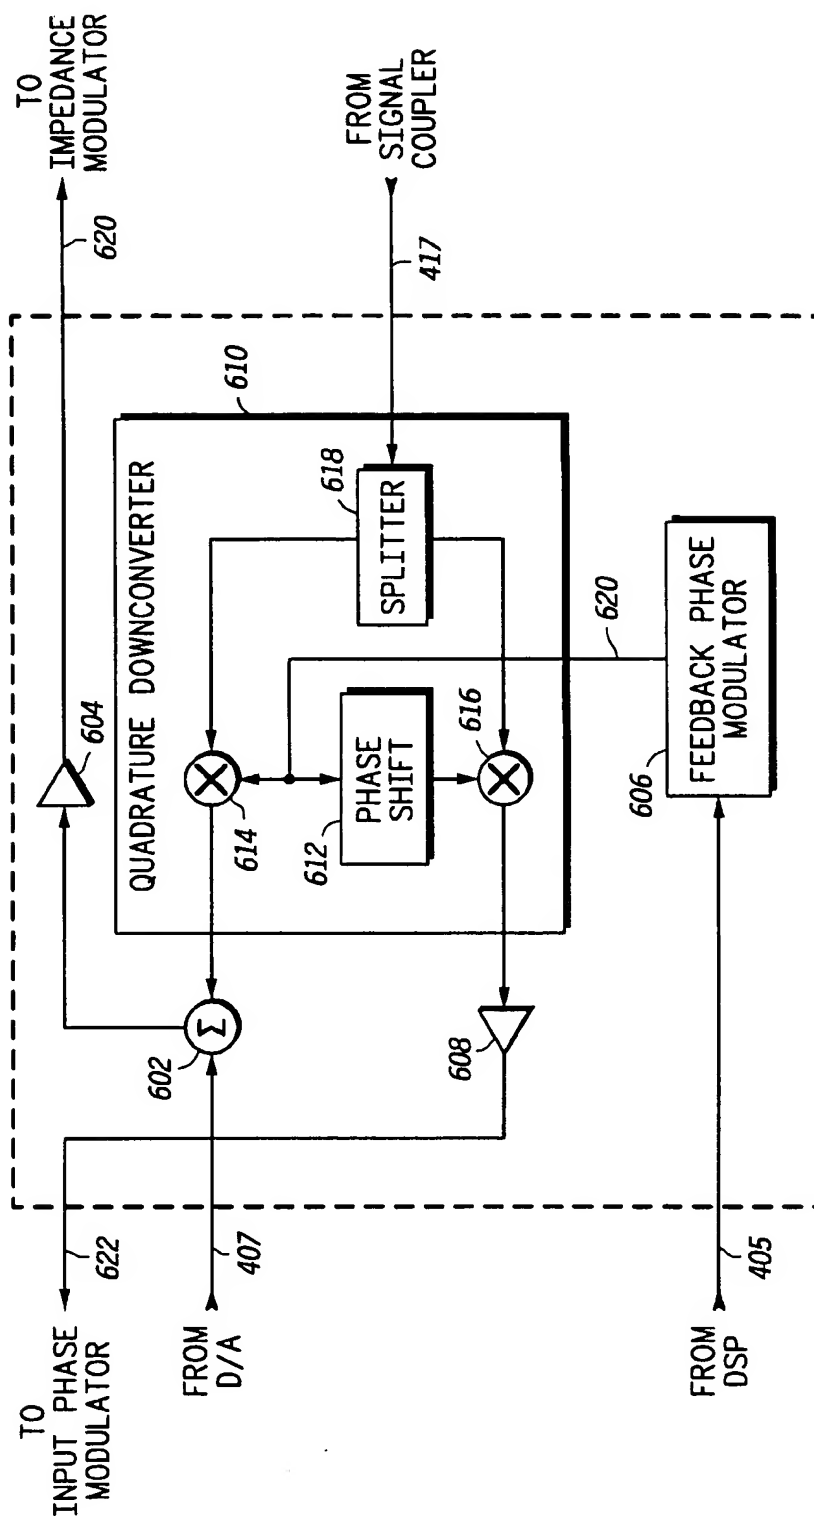 TO
INPUT PHASE
MODULATOR
622
TO
IMPEDANCE
MODULATOR
620
604
QUADRATURE DOWNCONVERTER
610
FROM
D/A
407
602
Σ
614
612
PHASE
SHIFT
616
618
SPLITTER
417
FROM
SIGNAL
COUPLER
608
620
606
FEEDBACK PHASE
MODULATOR
FROM
DSP
405